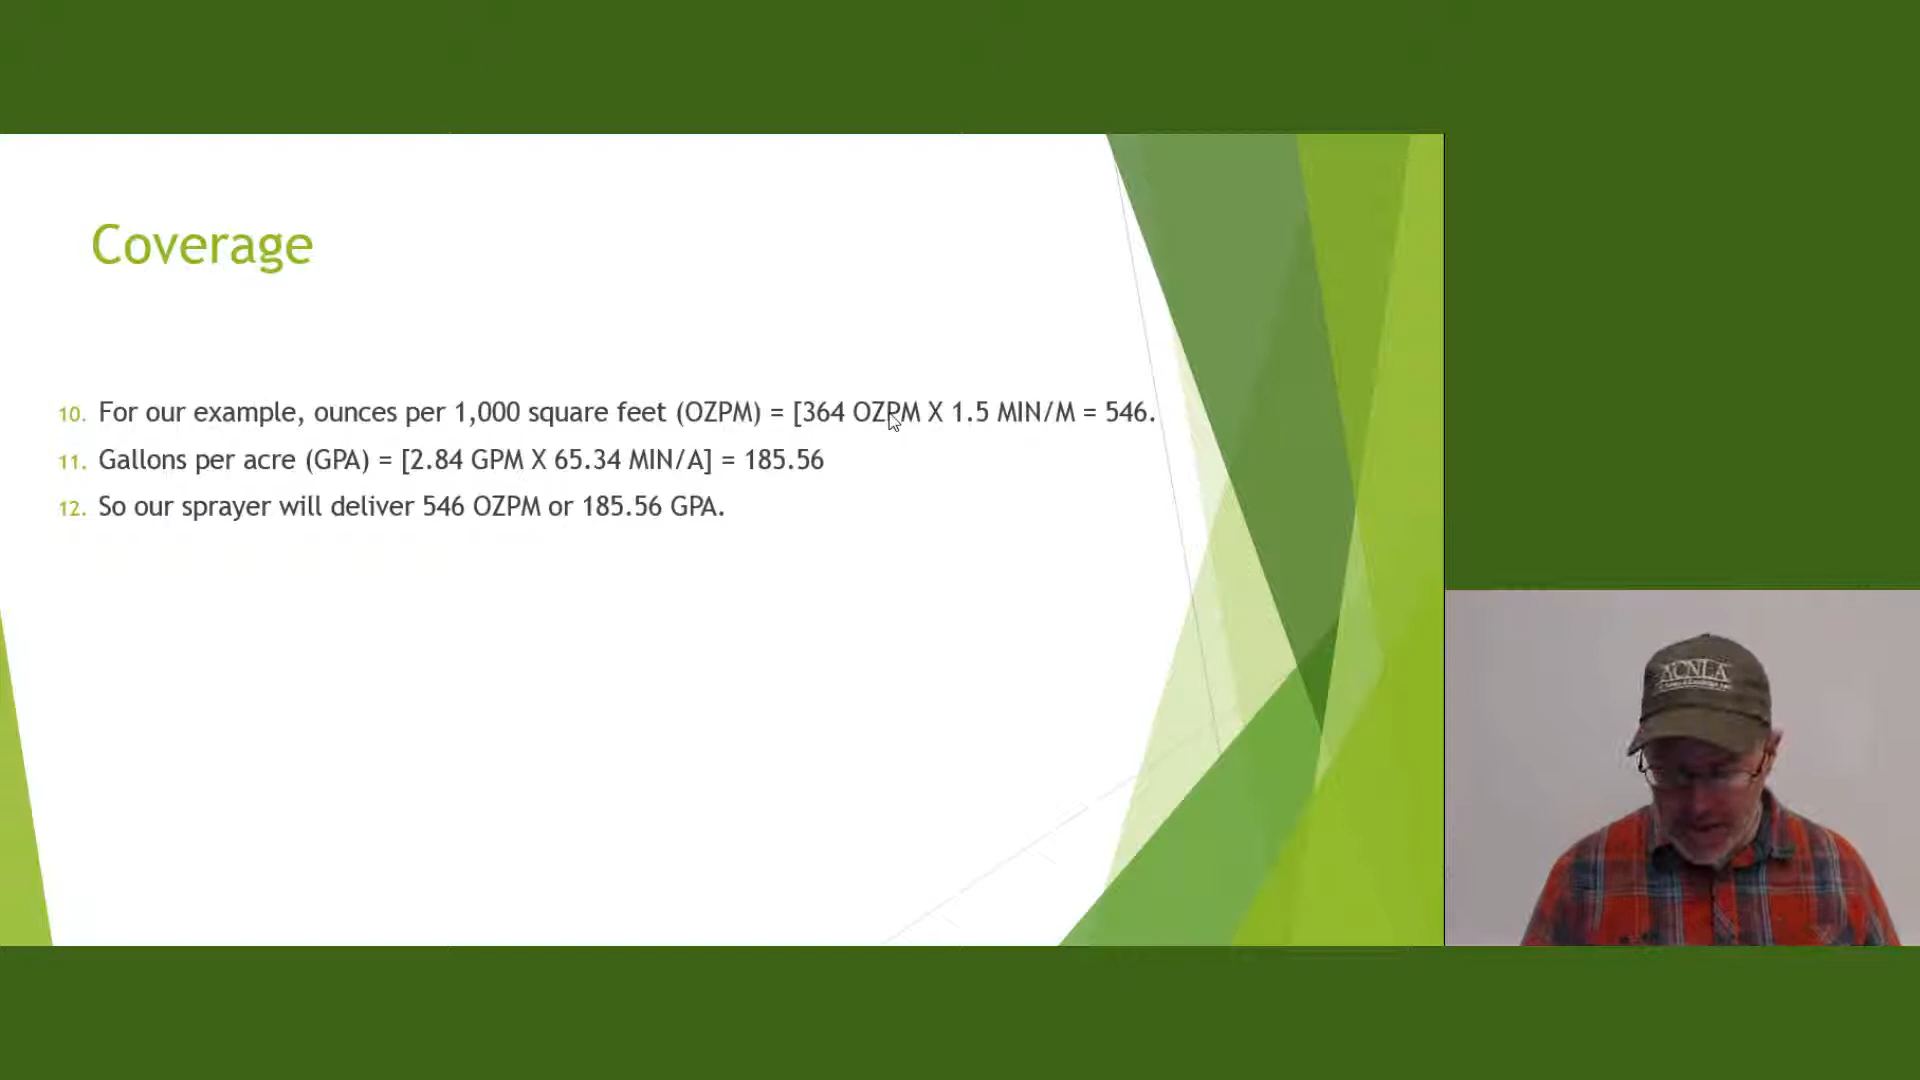 Coverage
10. For our example, ounces per 1,000 square feet (OZPM) = [364 OZPM X 1.5 MIN/M = 546.
11. Gallons per acre (GPA) = [2.84 GPM X 65.34 MIN/A] = 185.56
12. So our sprayer will deliver 546 OZPM or 185.56 GPA.
ACNLA